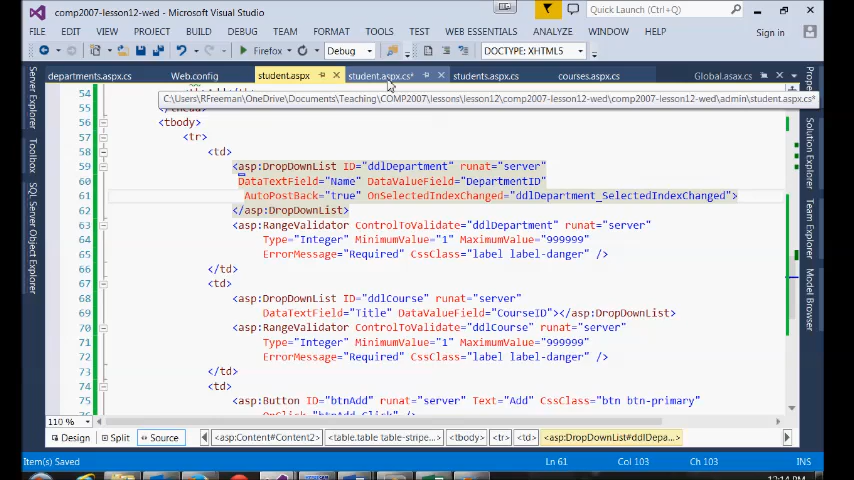 comp2007-lesson12-wed - Microsoft Visual Studio
Quick Launch (Ctrl+Q)
FILE EDIT VIEW PROJECT BUILD DEBUG TEAM FORMAT TOOLS TEST WEB ESSENTIALS ANALYZE WINDOW HELP Sign in
Firefox Debug DOCTYPE: XHTML5
departments.aspx.cs Web.config student.aspx student.aspx.cs* students.aspx.cs courses.aspx.cs Global.asax.cs
C:\Users\RFreeman\OneDrive\Documents\Teaching\COMP2007\lessons\lesson12\comp2007-lesson12-wed\comp2007-lesson12-wed\admin\student.aspx.cs*
54
56 <tbody>
57 <tr>
58 <td>
59 <asp:DropDownList ID="ddlDepartment" runat="server"
60 DataTextField="Name" DataValueField="DepartmentID"
61 AutoPostBack="true" OnSelectedIndexChanged="ddlDepartment_SelectedIndexChanged">
62 </asp:DropDownList>
63 <asp:RangeValidator ControlToValidate="ddlDepartment" runat="server"
64 Type="Integer" MinimumValue="1" MaximumValue="999999"
65 ErrorMessage="Required" CssClass="label label-danger" />
66 </td>
67 <td>
68 <asp:DropDownList ID="ddlCourse" runat="server"
69 DataTextField="Title" DataValueField="CourseID"></asp:DropDownList>
70 <asp:RangeValidator ControlToValidate="ddlCourse" runat="server"
71 Type="Integer" MinimumValue="1" MaximumValue="999999"
72 ErrorMessage="Required" CssClass="label label-danger" />
73 </td>
74 <td>
75 <asp:Button ID="btnAdd" runat="server" Text="Add" CssClass="btn btn-primary"
110 %
Design Split Source <asp:Content#Content2> <table.table table-stripe...> <tbody> <tr> <td> <asp:DropDownList#ddlDepa...>
Item(s) Saved Ln 61 Col 103 Ch 103 INS
Server Explorer
Toolbox
SQL Server Object Explorer
Solution Explorer
Team Explorer
Model Browser